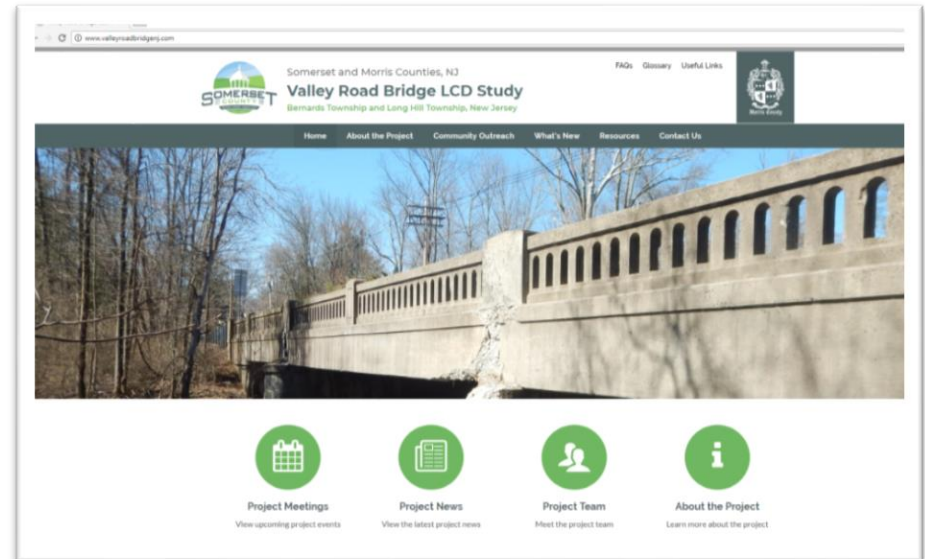 www.valleyroadbridgenj.com
FAQs Glossary Useful Links
SOMERSET
COUNTY
Somerset and Morris Counties, NJ
Valley Road Bridge LCD Study
Bernards Township and Long Hill Township, New Jersey
Morris County
Home About the Project Community Outreach What's New Resources Contact Us
Project Meetings Project News Project Team About the Project
View upcoming project events View the latest project news Meet the project team Learn more about the project